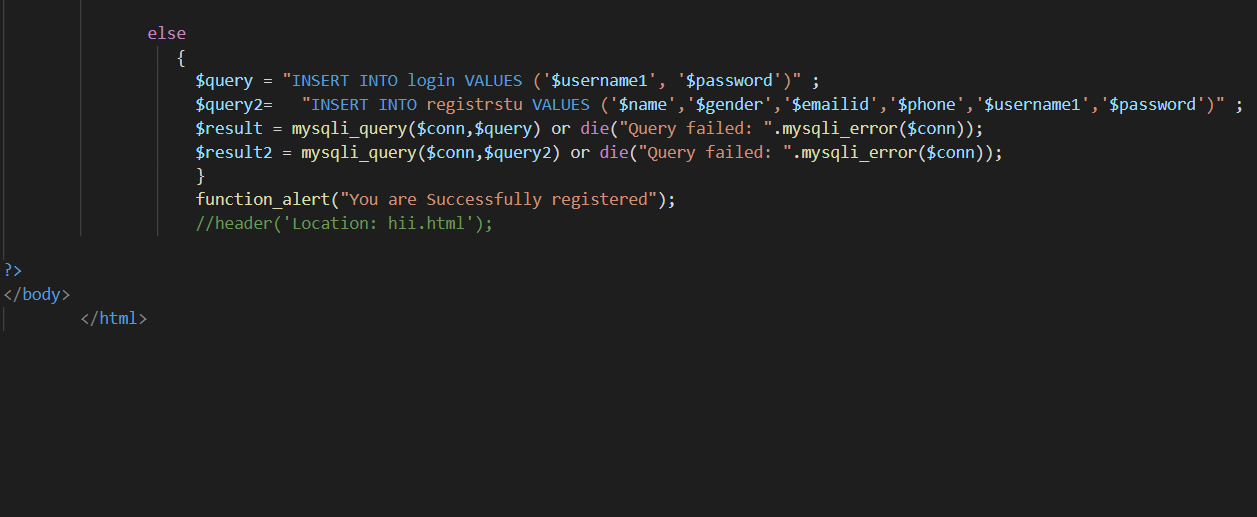 else
{
$query = "INSERT INTO login VALUES ('$username1', '$password')" ;
$query2=   "INSERT INTO registrstu VALUES ('$name','$gender','$emailid','$phone','$username1','$password')" ;
$result = mysqli_query($conn,$query) or die("Query failed: ".mysqli_error($conn));
$result2 = mysqli_query($conn,$query2) or die("Query failed: ".mysqli_error($conn));
}
function_alert("You are Successfully registered");
//header('Location: hii.html');
?>
</body>
</html>